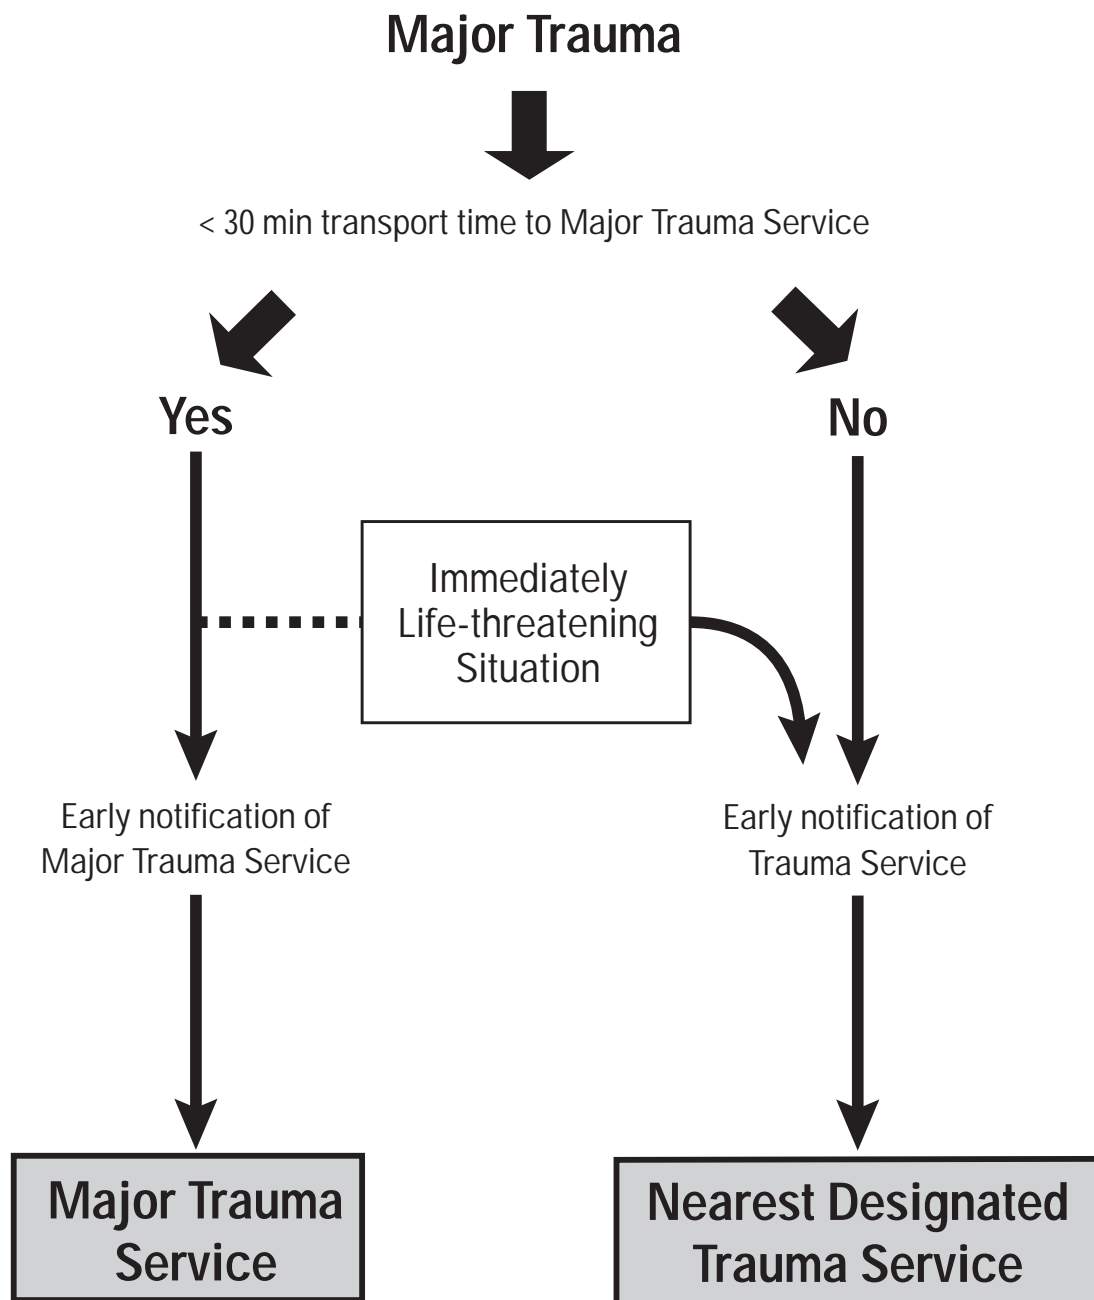 Major Trauma
< 30 min transport time to Major Trauma Service
Yes
No
Immediately
Life-threatening
Situation
Early notification of
Major Trauma Service
Early notification of
Trauma Service
Major Trauma
Service
Nearest Designated
Trauma Service